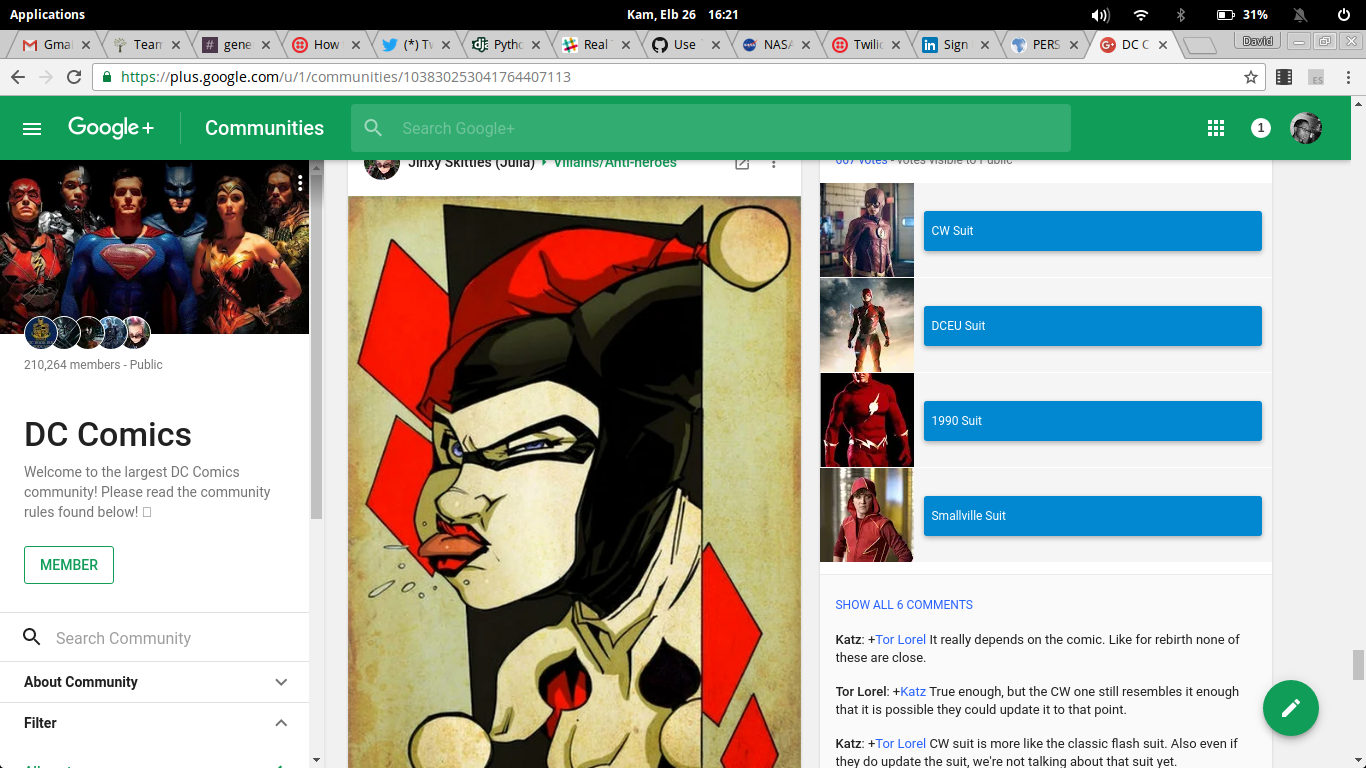 Applications
Kam, Elb 26 16:21
31%
Gma
Team
gene
How
(*) Tw
Pytho
Real
Use
NASA
Twilio
Sign
PERS
DC C
David
https://plus.google.com/u/1/communities/103830253041764407113
ES
Google+
Communities
Search Google+
1
210,264 members - Public
DC Comics
Welcome to the largest DC Comics
community! Please read the community
rules found below!
MEMBER
Search Community
About Community
Filter
Jinxy Skittles (Julia) Villains/Anti-heroes
667 votes - Votes visible to Public
CW Suit
DCEU Suit
1990 Suit
Smallville Suit
SHOW ALL 6 COMMENTS
Katz: +Tor Lorel It really depends on the comic. Like for rebirth none of
these are close.
Tor Lorel: +Katz True enough, but the CW one still resembles it enough
that it is possible they could update it to that point.
Katz: +Tor Lorel CW suit is more like the classic flash suit. Also even if
they do update the suit, we're not talking about that suit yet.